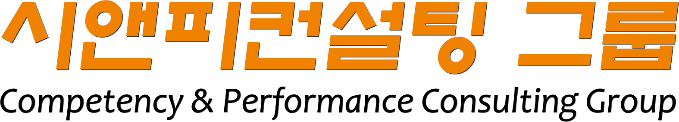 시앤피컨설팅 그룹
Competency & Performance Consulting Group